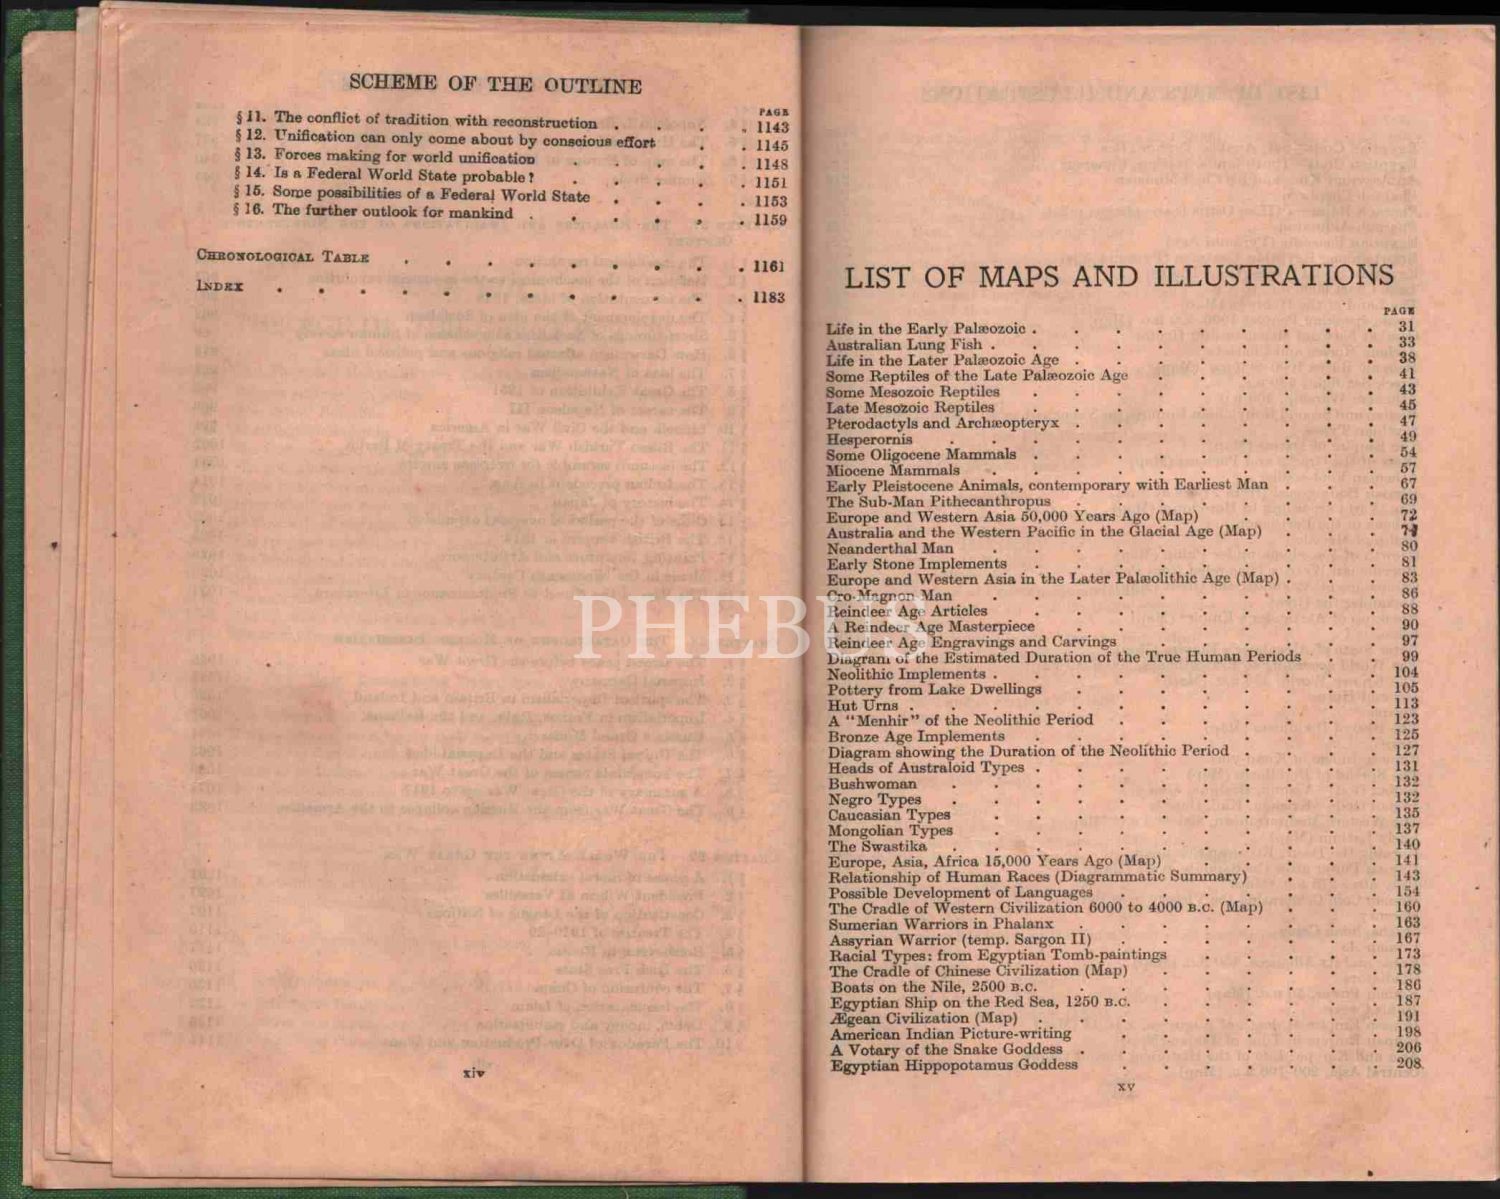 SCHEME OF THE OUTLINE
PAGE
§ 11. The conflict of tradition with reconstruction . . . . 1143
§ 12. Unification can only come about by conscious effort . . 1145
§ 13. Forces making for world unification . . . . . 1148
§ 14. Is a Federal World State probable? . . . . . 1151
§ 15. Some possibilities of a Federal World State . . . . 1153
§ 16. The further outlook for mankind . . . . . . 1159
CHRONOLOGICAL TABLE . . . . . . . . . 1161
INDEX . . . . . . . . . . . . 1183
xiv
LIST OF MAPS AND ILLUSTRATIONS
PAGE
Life in the Early Palæozoic . . . . . . . . . 31
Australian Lung Fish . . . . . . . . . . 33
Life in the Later Palæozoic Age . . . . . . . . 38
Some Reptiles of the Late Palæozoic Age . . . . . . 41
Some Mesozoic Reptiles . . . . . . . . . 43
Late Mesozoic Reptiles . . . . . . . . . 45
Pterodactyls and Archæopteryx . . . . . . . . 47
Hesperornis . . . . . . . . . . . 49
Some Oligocene Mammals . . . . . . . . . 54
Miocene Mammals . . . . . . . . . . 57
Early Pleistocene Animals, contemporary with Earliest Man . . . 67
The Sub-Man Pithecanthropus . . . . . . . . 69
Europe and Western Asia 50,000 Years Ago (Map) . . . . . 72
Australia and the Western Pacific in the Glacial Age (Map) . . .
Neanderthal Man . . . . . . . . . . 80
Early Stone Implements . . . . . . . . . 81
Europe and Western Asia in the Later Palæolithic Age (Map) . . . 83
Cro-Magnon Man . . . . . . . . . . 86
Reindeer Age Articles . . . . . . . . . 88
A Reindeer Age Masterpiece . . . . . . . . 90
Reindeer Age Engravings and Carvings . . . . . . . 97
Diagram of the Estimated Duration of the True Human Periods . . 99
Neolithic Implements . . . . . . . . . . 104
Pottery from Lake Dwellings . . . . . . . . 105
Hut Urns . . . . . . . . . . . . 113
A "Menhir" of the Neolithic Period . . . . . . . 123
Bronze Age Implements . . . . . . . . . 125
Diagram showing the Duration of the Neolithic Period . . . . 127
Heads of Australoid Types . . . . . . . . . 131
Bushwoman . . . . . . . . . . . 132
Negro Types . . . . . . . . . . . 132
Caucasian Types . . . . . . . . . . 135
Mongolian Types . . . . . . . . . . 137
The Swastika . . . . . . . . . . . 140
Europe, Asia, Africa 15,000 Years Ago (Map) . . . . . 141
Relationship of Human Races (Diagrammatic Summary) . . . 143
Possible Development of Languages . . . . . . . 154
The Cradle of Western Civilization 6000 to 4000 B.C. (Map) . . . 160
Sumerian Warriors in Phalanx . . . . . . . . 163
Assyrian Warrior (temp. Sargon II) . . . . . . . 167
Racial Types: from Egyptian Tomb-paintings . . . . . 173
The Cradle of Chinese Civilization (Map) . . . . . . 178
Boats on the Nile, 2500 B.C. . . . . . . . . 186
Egyptian Ship on the Red Sea, 1250 B.C. . . . . . . 187
Ægean Civilization (Map) . . . . . . . . . 191
American Indian Picture-writing . . . . . . . 198
A Votary of the Snake Goddess . . . . . . . . 206
Egyptian Hippopotamus Goddess . . . . . . . 208
xv
PHEBUS